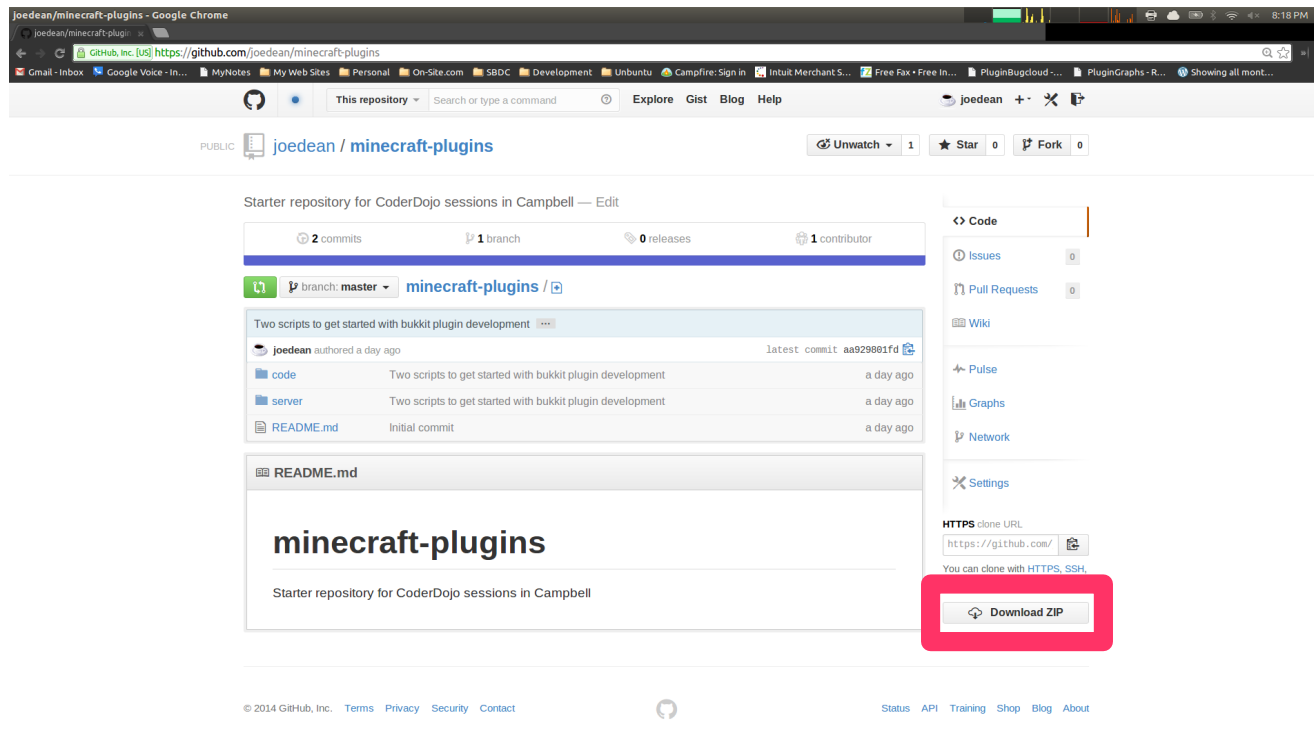 joedean/minecraft-plugins - Google Chrome 8:18 PM
joedean/minecraft-plugin
GitHub, Inc. [US] https://github.com/joedean/minecraft-plugins
Gmail - Inbox Google Voice - In... MyNotes My Web Sites Personal On-Site.com SBDC Development Unbuntu Campfire: Sign in Intuit Merchant S... Free Fax • Free In... PluginBugcloud -... PluginGraphs - R... Showing all mont...
This repository Search or type a command Explore Gist Blog Help joedean
PUBLIC joedean / minecraft-plugins Unwatch 1 Star 0 Fork 0
Starter repository for CoderDojo sessions in Campbell — Edit
2 commits 1 branch 0 releases 1 contributor
branch: master minecraft-plugins /
Two scripts to get started with bukkit plugin development ...
joedean authored a day ago latest commit aa929801fd
code Two scripts to get started with bukkit plugin development a day ago
server Two scripts to get started with bukkit plugin development a day ago
README.md Initial commit a day ago
README.md
minecraft-plugins
Starter repository for CoderDojo sessions in Campbell
<> Code
Issues 0
Pull Requests 0
Wiki
Pulse
Graphs
Network
Settings
HTTPS clone URL
https://github.com/
You can clone with HTTPS, SSH,
Download ZIP
© 2014 GitHub, Inc. Terms Privacy Security Contact Status API Training Shop Blog About